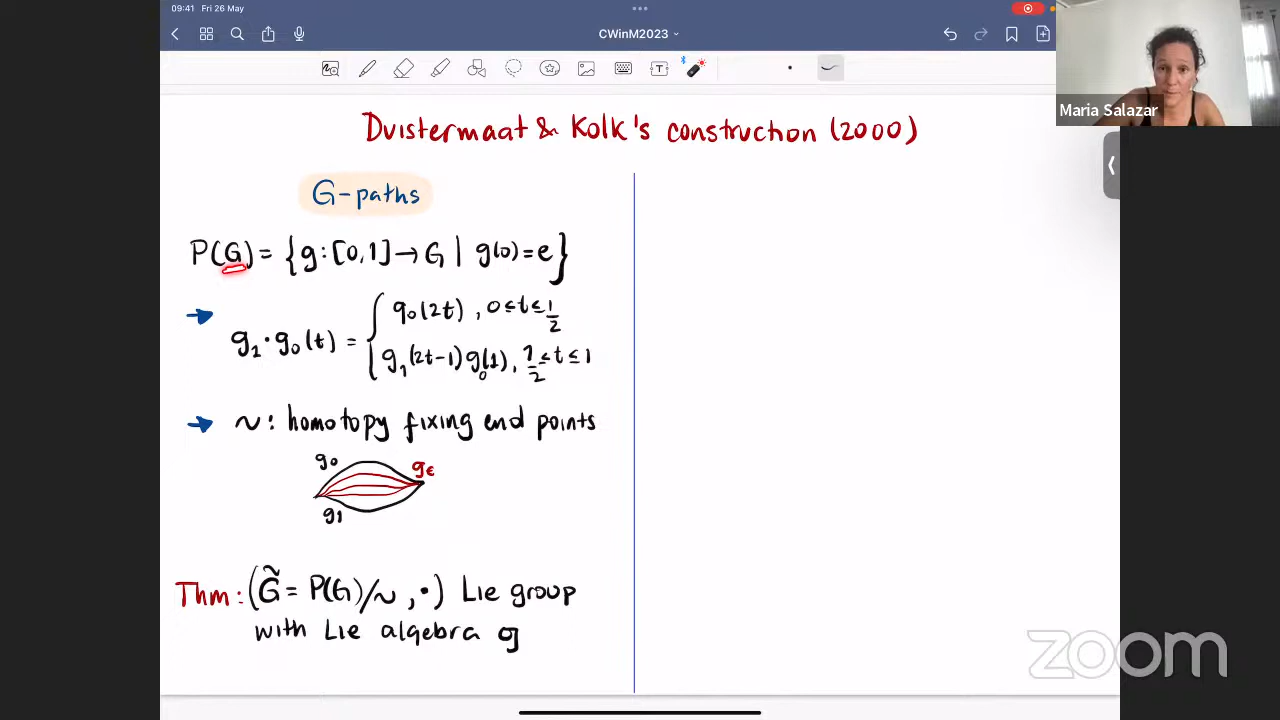 09:41 Fri 26 May
CWinM2023
Maria Salazar
Duistermaat & Kolk's construction (2000)
G-paths
P(G) = { g : [0,1] → G | g(0) = e }
g₁·g₀(t) = { g₀(2t) , 0 ≤ t ≤ 1/2
g₁(2t-1)g₀(1), 1/2 ≤ t ≤ 1
~ : homotopy fixing end points
g₀
gε
g1
Thm: (G̃ = P(G)/~ , •) Lie group
with Lie algebra g
zoom